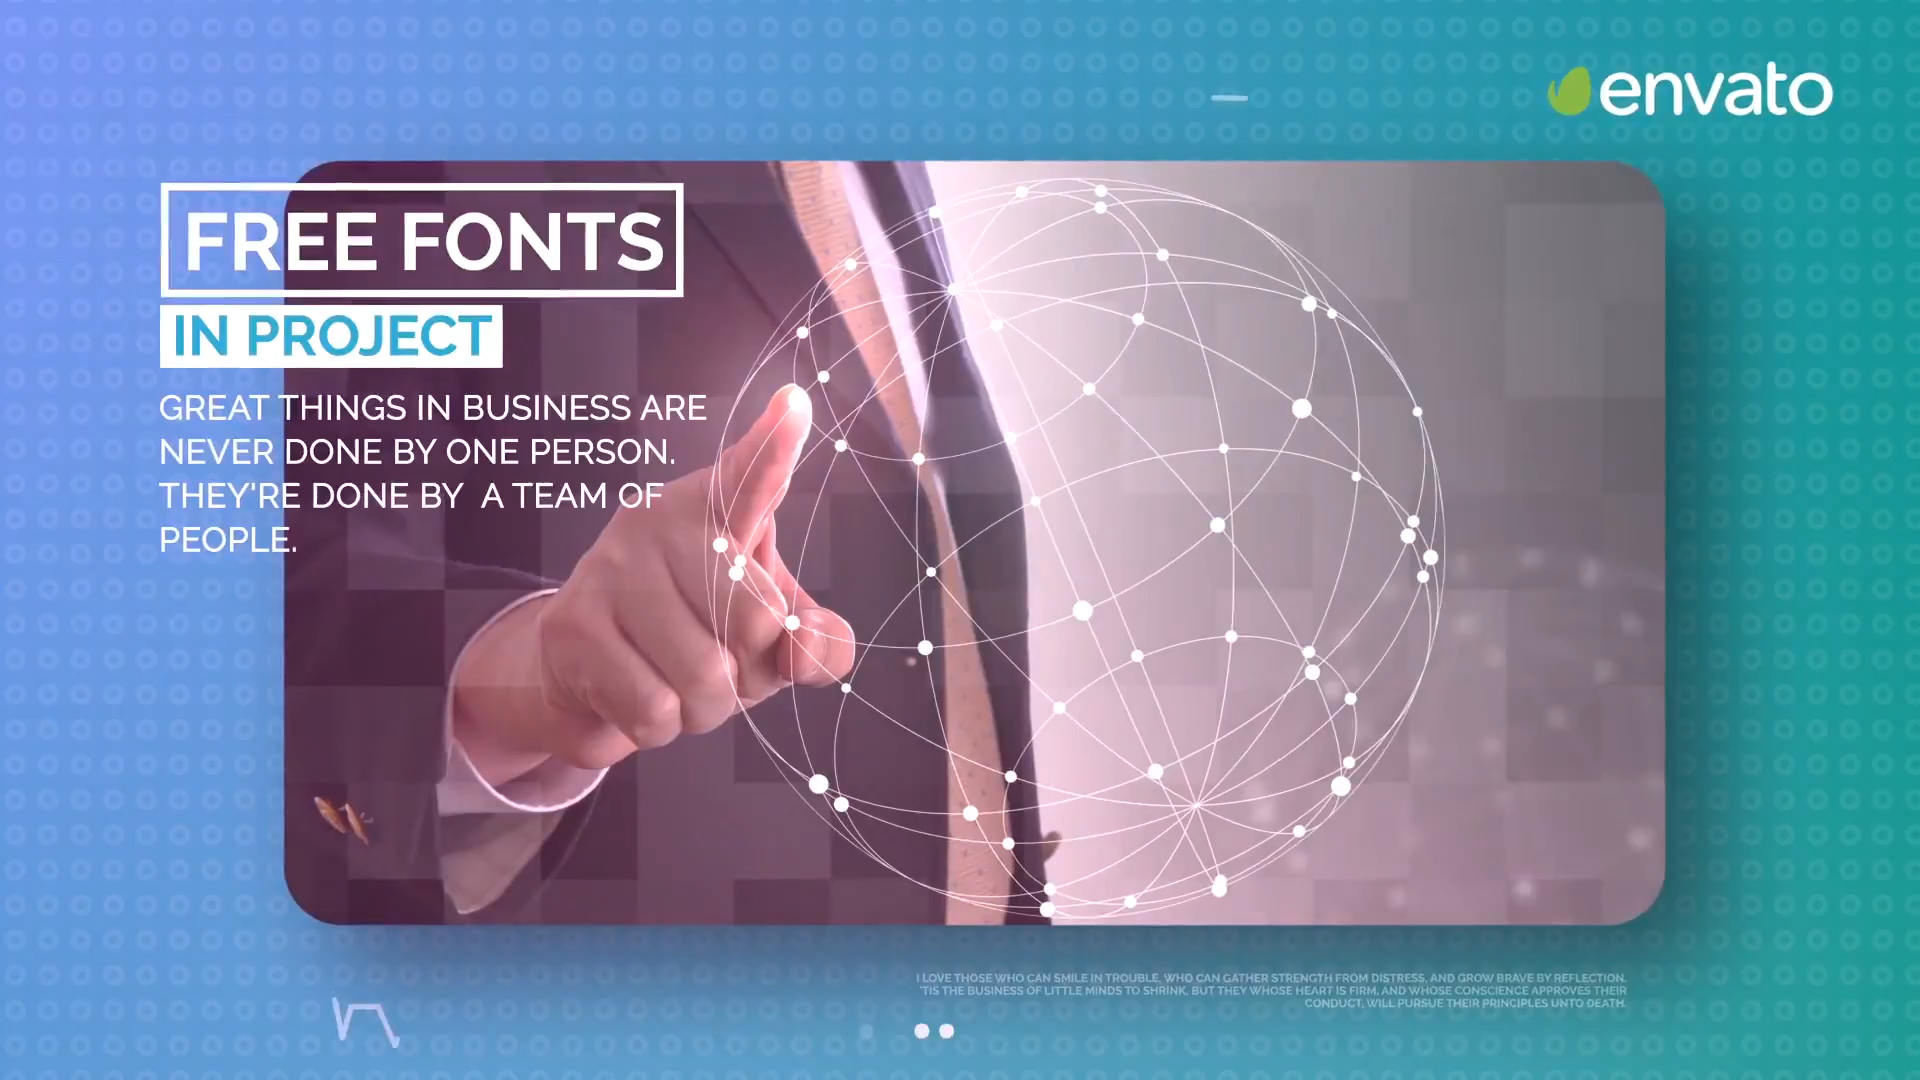 envato
FREE FONTS
IN PROJECT
GREAT THINGS IN BUSINESS ARE
NEVER DONE BY ONE PERSON.
THEY'RE DONE BY  A TEAM OF
PEOPLE.
I LOVE THOSE WHO CAN SMILE IN TROUBLE, WHO CAN GATHER STRENGTH FROM DISTRESS, AND GROW BRAVE BY REFLECTION.
'TIS THE BUSINESS OF LITTLE MINDS TO SHRINK, BUT THEY WHOSE HEART IS FIRM, AND WHOSE CONSCIENCE APPROVES THEIR
CONDUCT, WILL PURSUE THEIR PRINCIPLES UNTO DEATH.